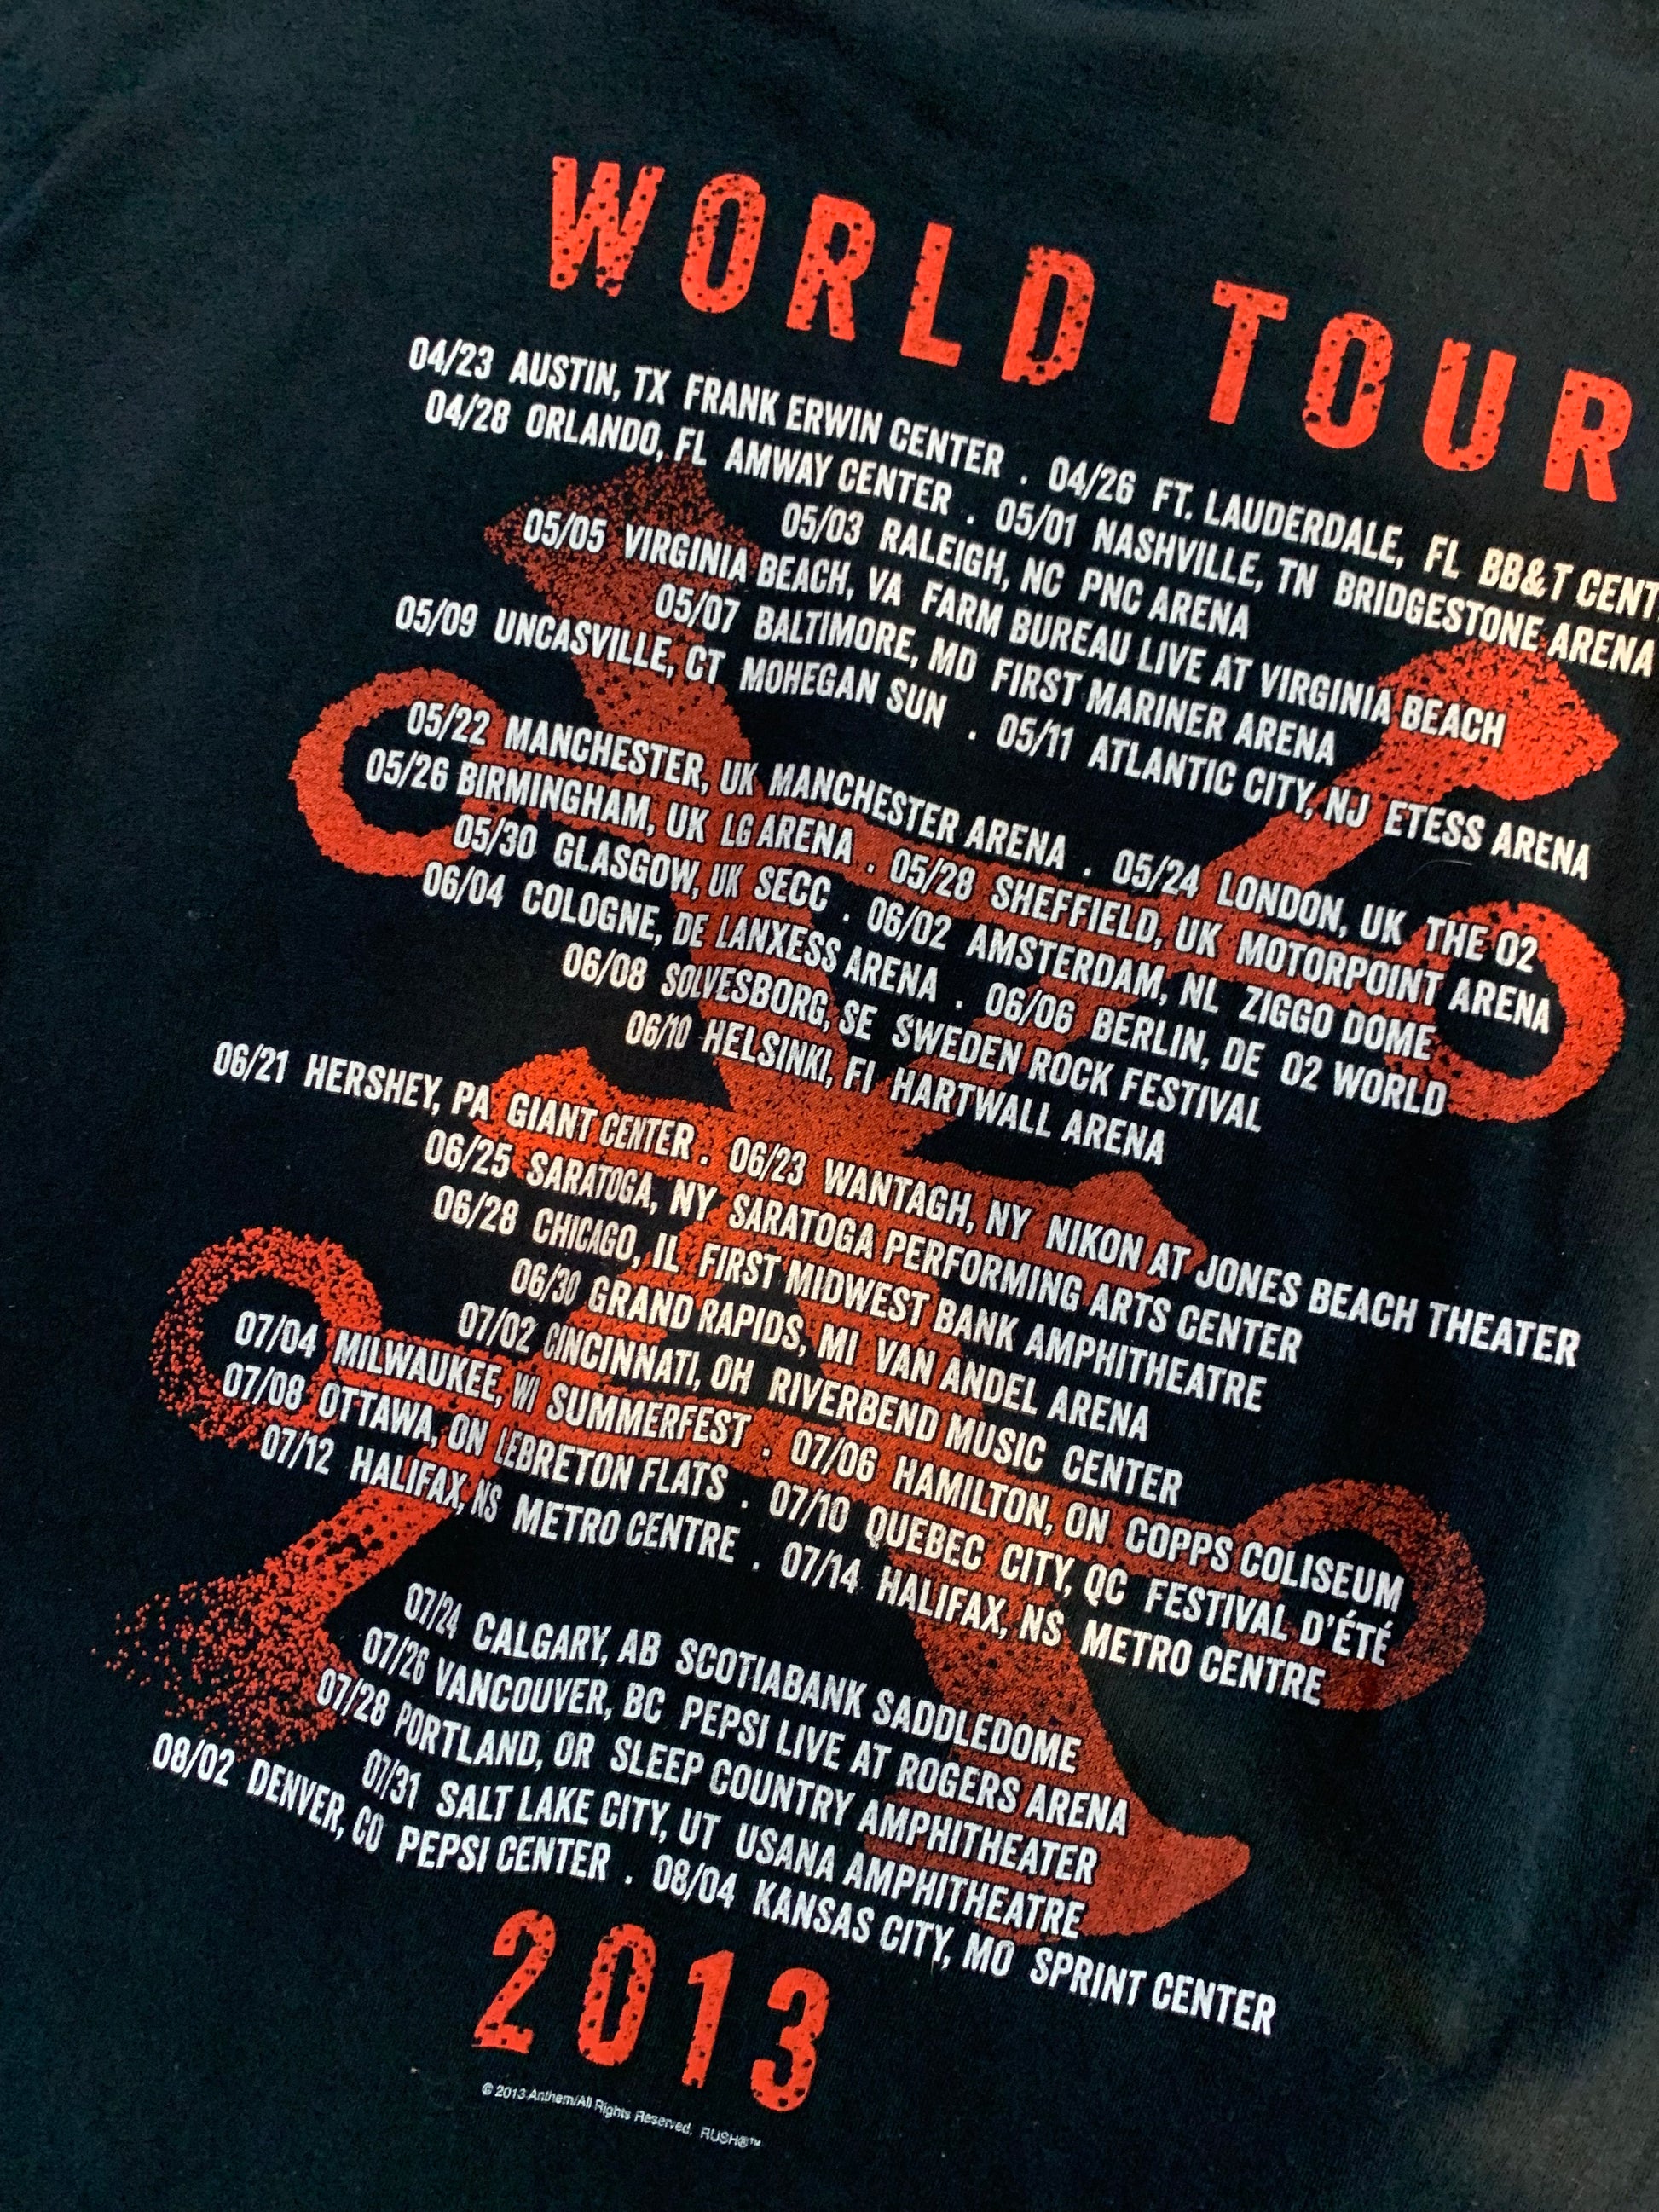 WORLD TOUR
04/23 AUSTIN, TX FRANK ERWIN CENTER . 04/26 FT. LAUDERDALE, FL BB&T CENT
04/28 ORLANDO, FL AMWAY CENTER . 05/01 NASHVILLE, TN BRIDGESTONE ARENA
05/03 RALEIGH, NC PNC ARENA
05/05 VIRGINIA BEACH, VA FARM BUREAU LIVE AT VIRGINIA BEACH
05/07 BALTIMORE, MD FIRST MARINER ARENA
05/09 UNCASVILLE, CT MOHEGAN SUN . 05/11 ATLANTIC CITY, NJ ETESS ARENA
05/22 MANCHESTER, UK MANCHESTER ARENA . 05/24 LONDON, UK THE O2
05/26 BIRMINGHAM, UK LG ARENA . 05/28 SHEFFIELD, UK MOTORPOINT ARENA
05/30 GLASGOW, UK SECC . 06/02 AMSTERDAM, NL ZIGGO DOME
06/04 COLOGNE, DE LANXESS ARENA . 06/06 BERLIN, DE O2 WORLD
06/08 SOLVESBORG, SE SWEDEN ROCK FESTIVAL
06/10 HELSINKI, FI HARTWALL ARENA
06/21 HERSHEY, PA GIANT CENTER . 06/23 WANTAGH, NY NIKON AT JONES BEACH THEATER
06/25 SARATOGA, NY SARATOGA PERFORMING ARTS CENTER
06/28 CHICAGO, IL FIRST MIDWEST BANK AMPHITHEATRE
06/30 GRAND RAPIDS, MI VAN ANDEL ARENA
07/02 CINCINNATI, OH RIVERBEND MUSIC CENTER
07/04 MILWAUKEE, WI SUMMERFEST . 07/06 HAMILTON, ON COPPS COLISEUM
07/08 OTTAWA, ON LEBRETON FLATS . 07/10 QUEBEC CITY, QC FESTIVAL D'ÉTÉ
07/12 HALIFAX, NS METRO CENTRE . 07/14 HALIFAX, NS METRO CENTRE
07/24 CALGARY, AB SCOTIABANK SADDLEDOME
07/26 VANCOUVER, BC PEPSI LIVE AT ROGERS ARENA
07/28 PORTLAND, OR SLEEP COUNTRY AMPHITHEATER
07/31 SALT LAKE CITY, UT USANA AMPHITHEATRE
08/02 DENVER, CO PEPSI CENTER . 08/04 KANSAS CITY, MO SPRINT CENTER
2013
© 2013 Anthem/All Rights Reserved. RUSH®™